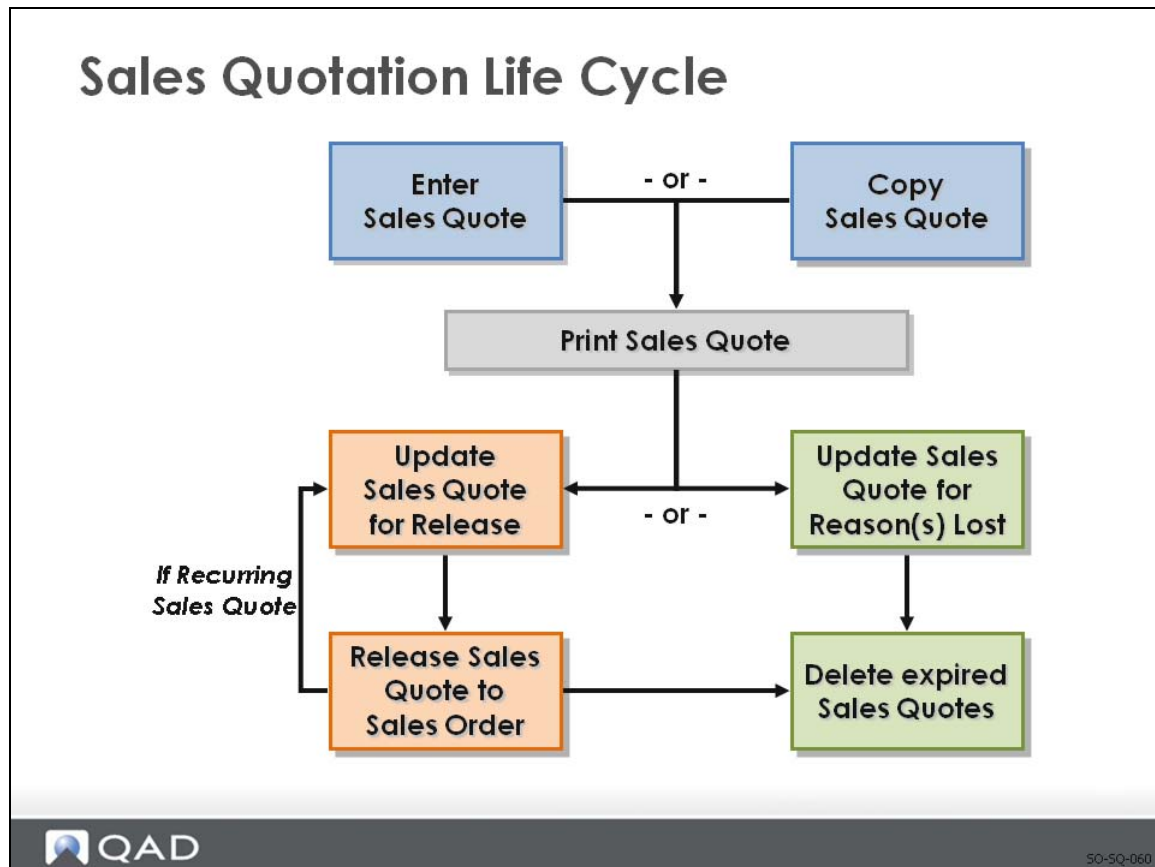 Sales Quotation Life Cycle
Enter
Sales Quote
- or -
Copy
Sales Quote
Print Sales Quote
Update
Sales Quote
for Release
- or -
Update Sales
Quote for
Reason(s) Lost
If Recurring
Sales Quote
Release Sales
Quote to
Sales Order
Delete expired
Sales Quotes
QAD
SO-SQ-060